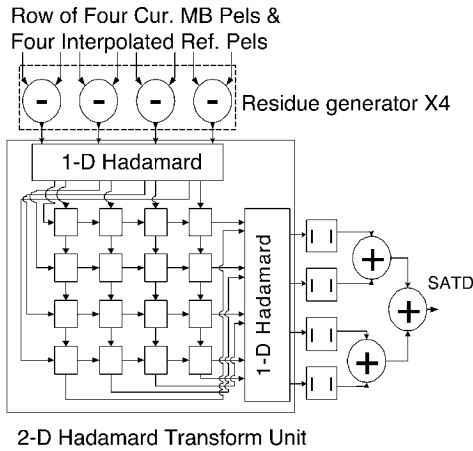 Row of Four Cur. MB Pels &
Four Interpolated Ref. Pels
- - - -
Residue generator X4
1-D Hadamard
1-D Hadamard
| |
| |
| |
| |
+
+
+
SATD
2-D Hadamard Transform Unit